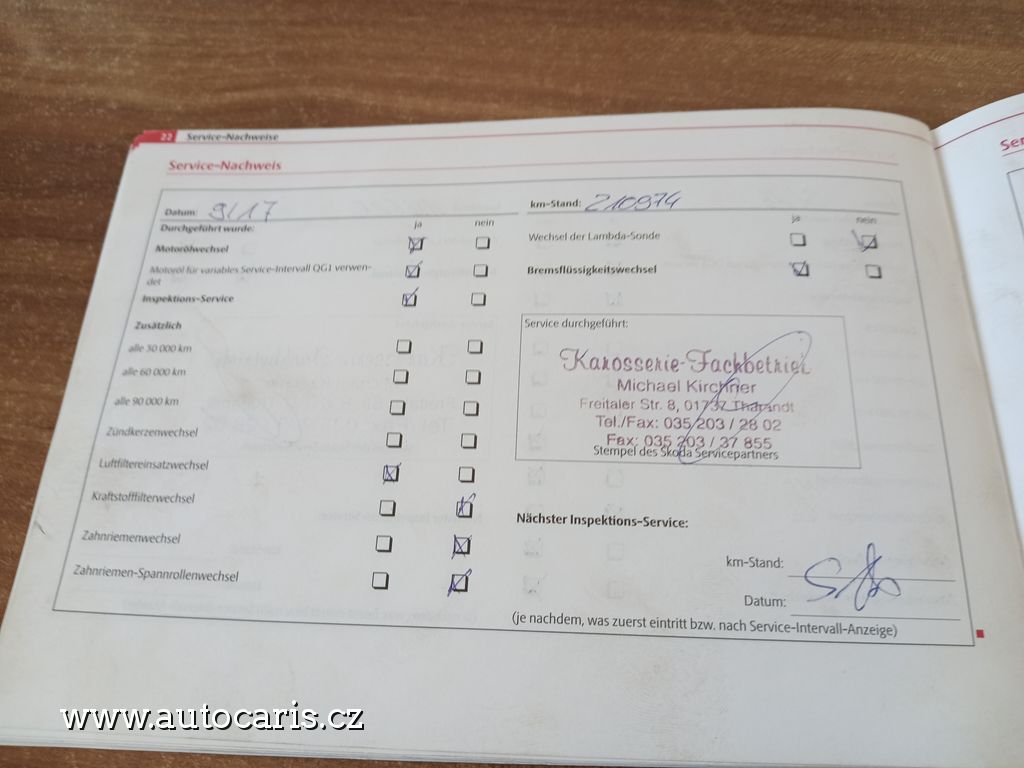 22 Service-Nachweise
Service-Nachweis
Datum: 9/17
km-Stand: 210974
Durchgeführt wurde: ja nein
ja nein
Motorölwechsel
Wechsel der Lambda-Sonde
Motoröl für variables Service-Intervall QG1 verwen-
det
Bremsflüssigkeitswechsel
Inspektions-Service
Zusätzlich
alle 30 000 km
alle 60 000 km
alle 90 000 km
Zündkerzenwechsel
Luftfiltereinsatzwechsel
Kraftstofffilterwechsel
Zahnriemenwechsel
Zahnriemen-Spannrollenwechsel
Service durchgeführt:
Karosserie-Fachbetrieb
Michael Kirchner
Freitaler Str. 8, 01737 Tharandt
Tel./Fax: 035 203 / 28 02
Fax: 035 203 / 37 855
Stempel des Škoda Servicepartners
Nächster Inspektions-Service:
km-Stand:
Datum:
(je nachdem, was zuerst eintritt bzw. nach Service-Intervall-Anzeige)
Ser
www.autocaris.cz